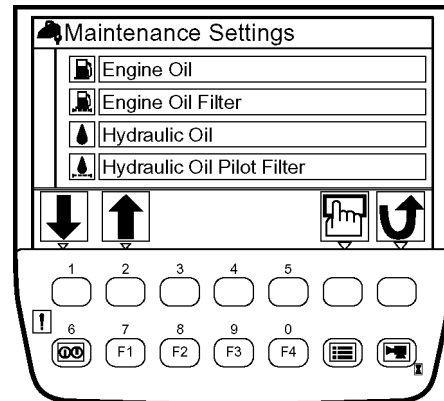 Maintenance Settings
Engine Oil
Engine Oil Filter
Hydraulic Oil
Hydraulic Oil Pilot Filter
1 2 3 4 5
!
6 7 8 9 0
F1 F2 F3 F4